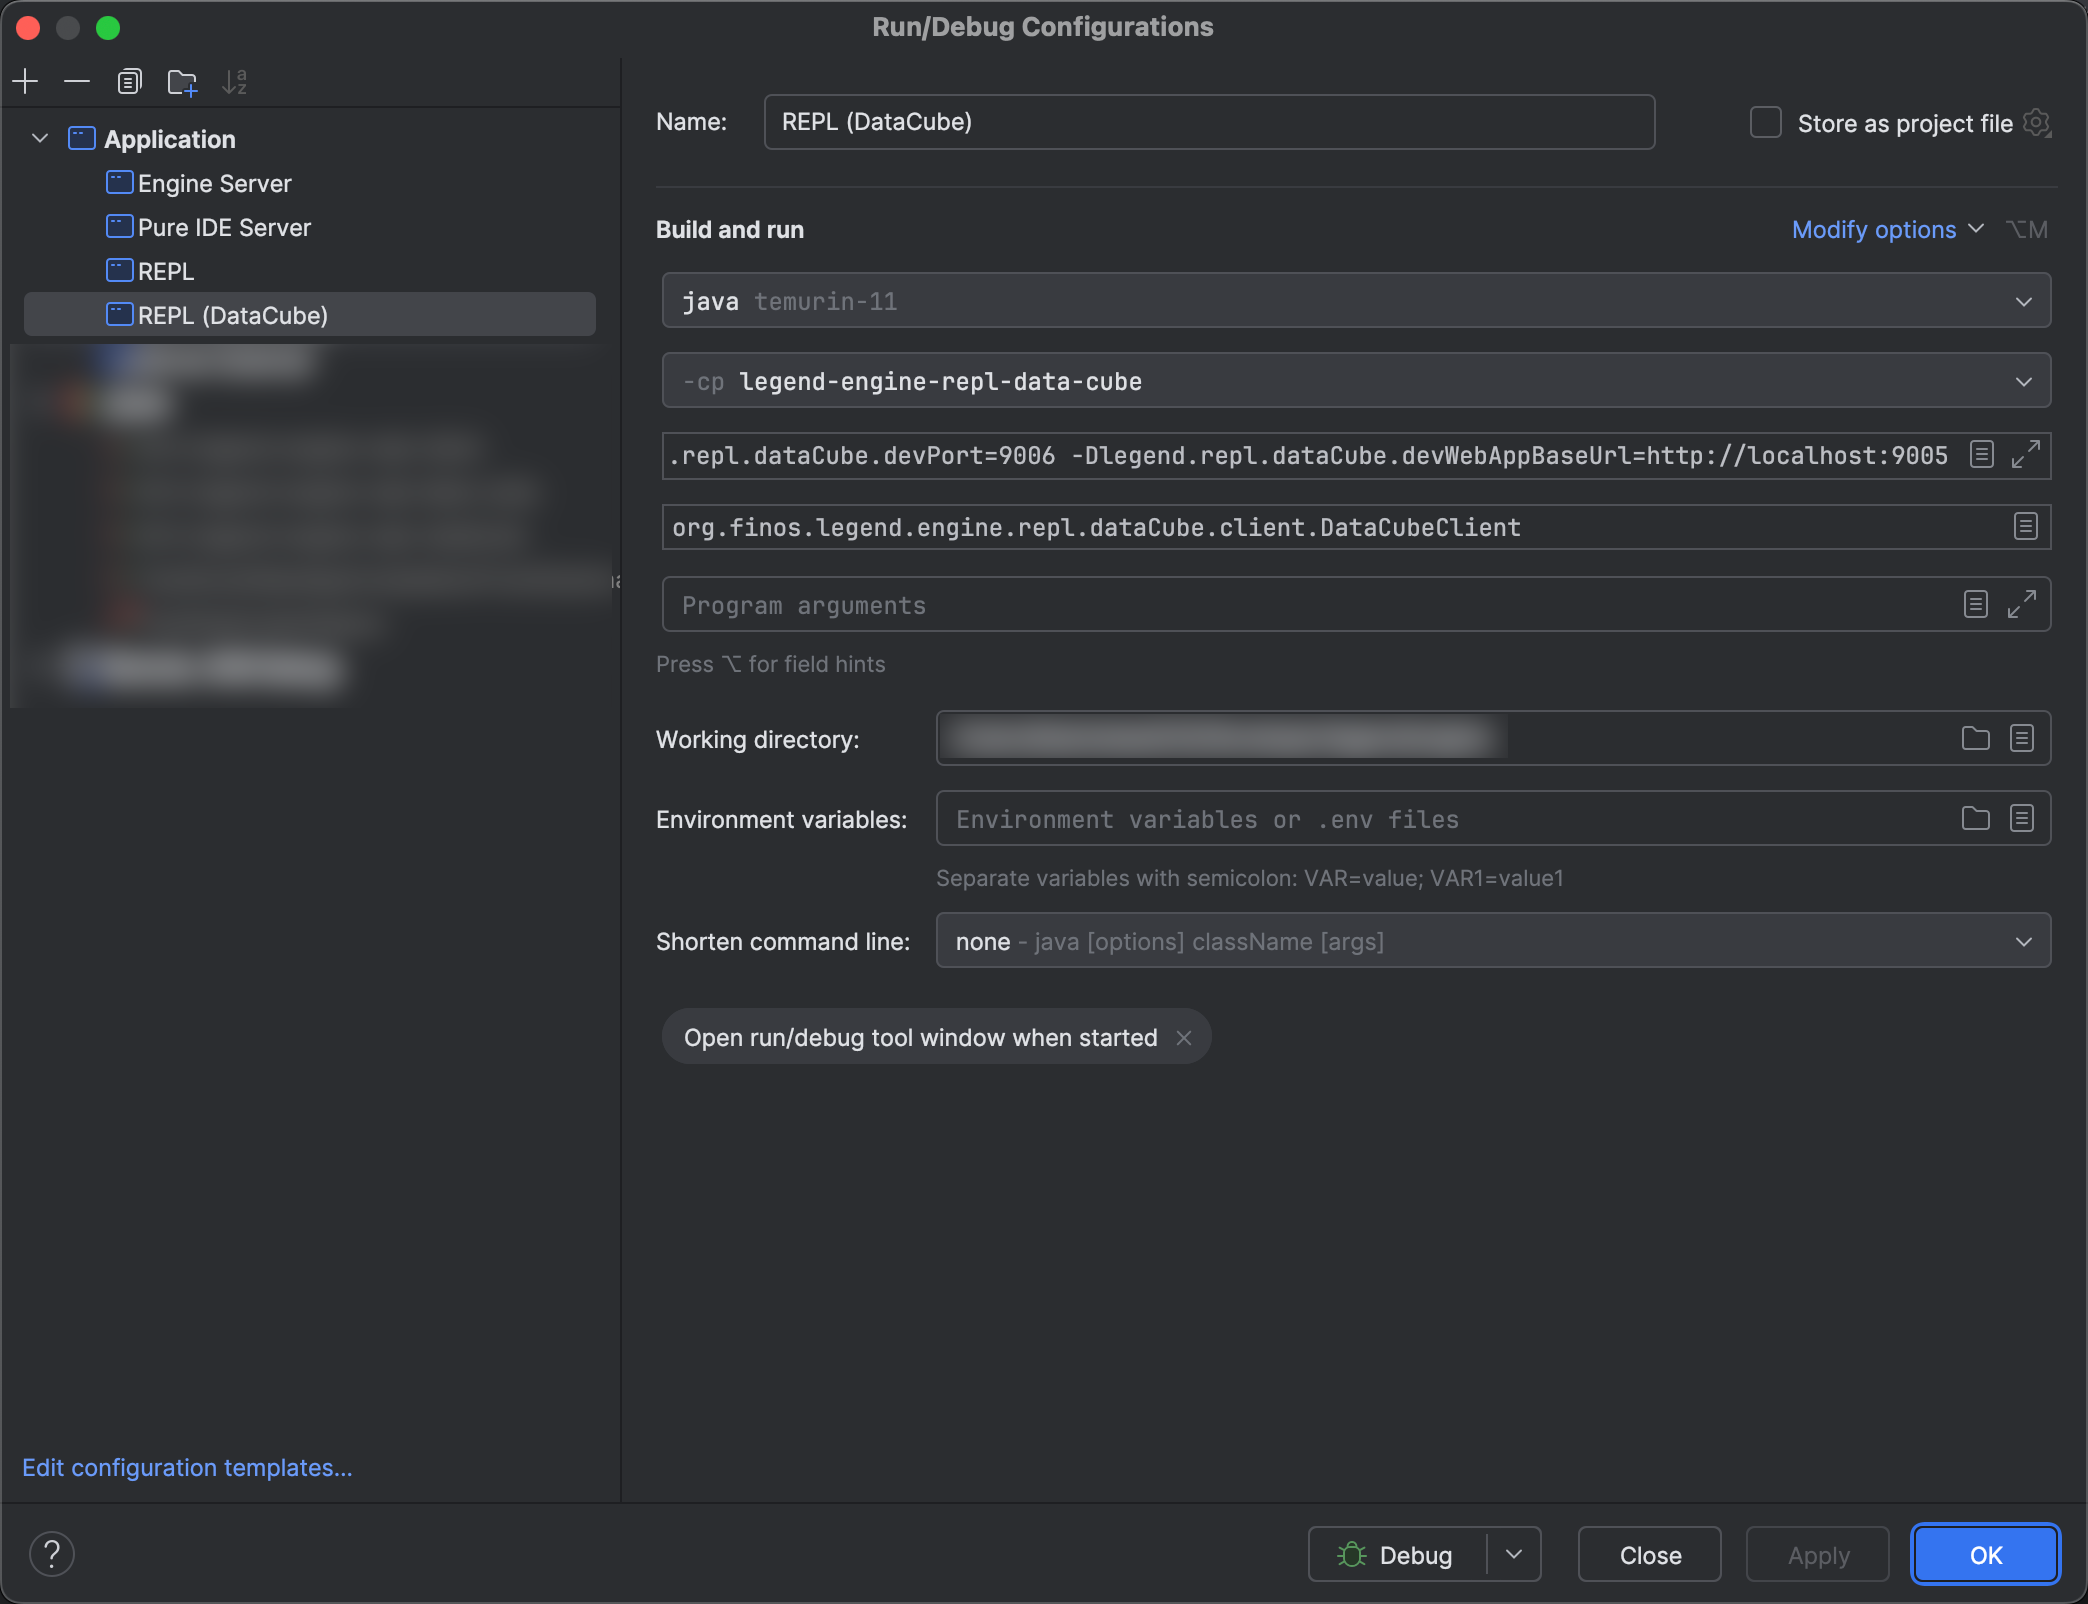 Run/Debug Configurations
Application
Engine Server
Pure IDE Server
REPL
REPL (DataCube)
Edit configuration templates...
Name: REPL (DataCube)
Store as project file
Build and run
Modify options ⌥M
java temurin-11
-cp legend-engine-repl-data-cube
.repl.dataCube.devPort=9006 -Dlegend.repl.dataCube.devWebAppBaseUrl=http://localhost:9005
org.finos.legend.engine.repl.dataCube.client.DataCubeClient
Program arguments
Press ⌥ for field hints
Working directory:
Environment variables: Environment variables or .env files
Separate variables with semicolon: VAR=value; VAR1=value1
Shorten command line: none - java [options] className [args]
Open run/debug tool window when started
? Debug Close Apply OK